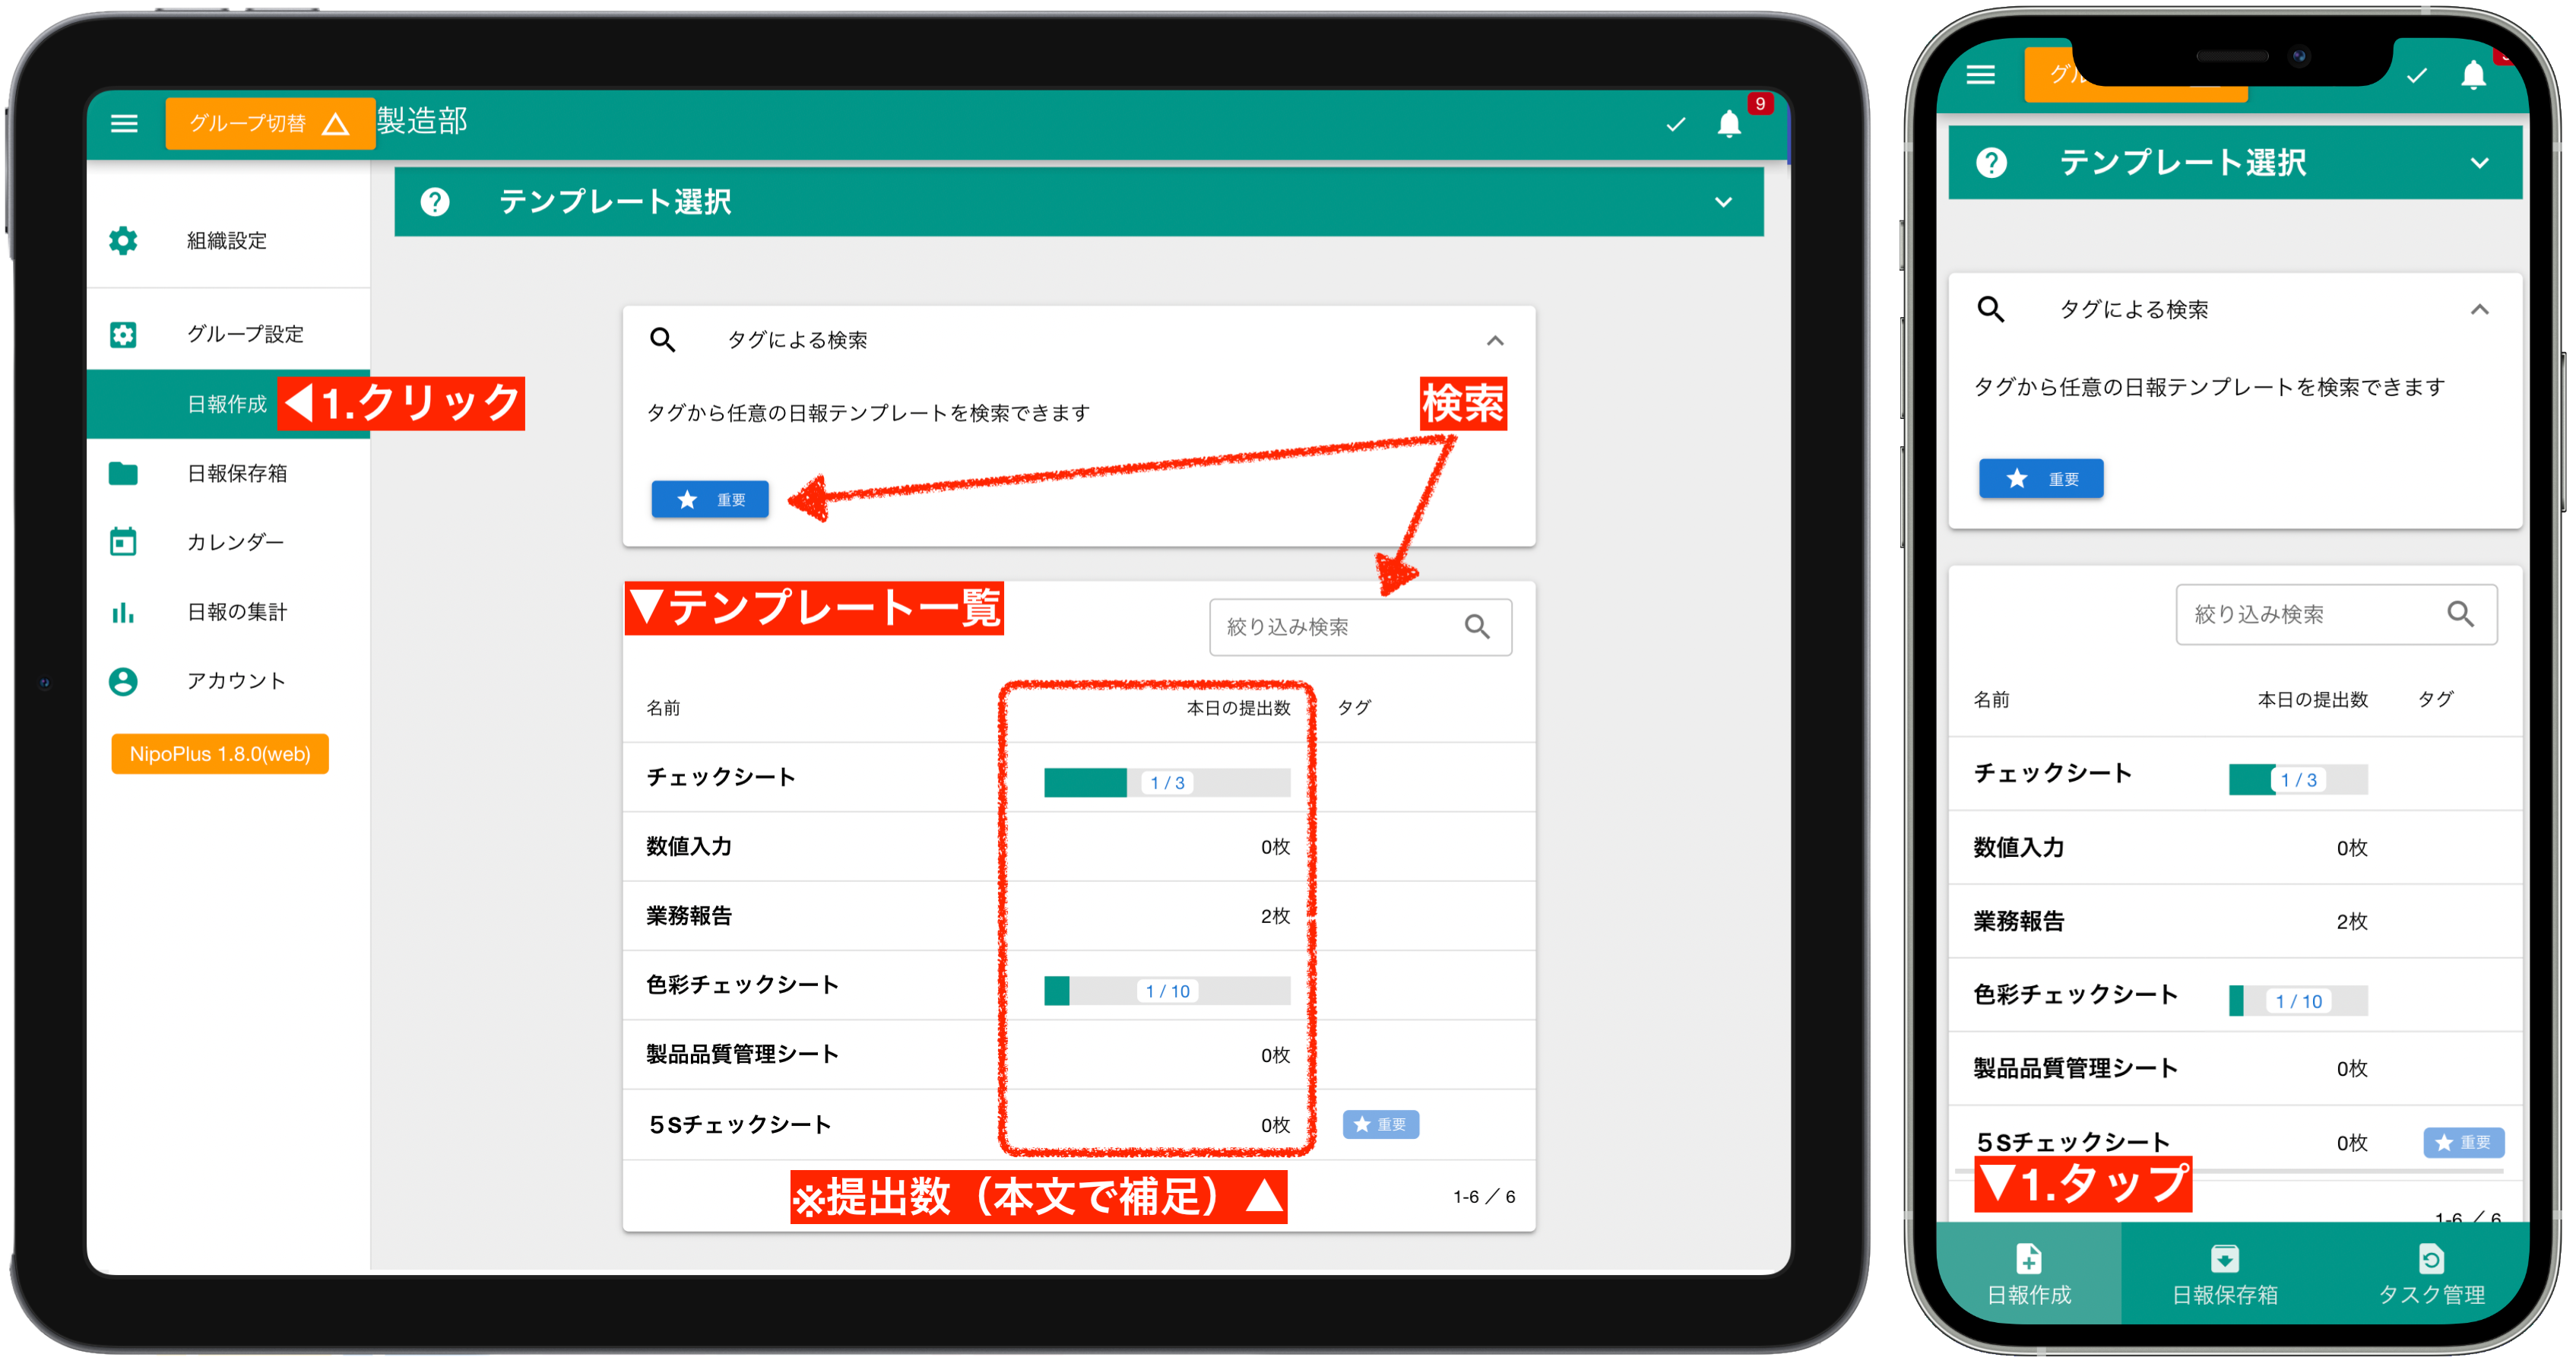 グループ切替
製造部
9
テンプレート選択
組織設定
グループ設定
日報作成
◀1.クリック
日報保存箱
カレンダー
日報の集計
アカウント
NipoPlus 1.8.0(web)
タグによる検索
タグから任意の日報テンプレートを検索できます
検索
重要
▼テンプレート一覧
絞り込み検索
名前 本日の提出数 タグ
チェックシート 1 / 3
数値入力 0枚
業務報告 2枚
色彩チェックシート 1 / 10
製品品質管理シート 0枚
5Sチェックシート 0枚 重要
※提出数（本文で補足）▲
1-6 ／ 6
テンプレート選択
タグによる検索
タグから任意の日報テンプレートを検索できます
重要
絞り込み検索
名前 本日の提出数 タグ
チェックシート 1 / 3
数値入力 0枚
業務報告 2枚
色彩チェックシート 1 / 10
製品品質管理シート 0枚
5Sチェックシート 0枚 重要
▼1.タップ
1-6 ／ 6
日報作成 日報保存箱 タスク管理